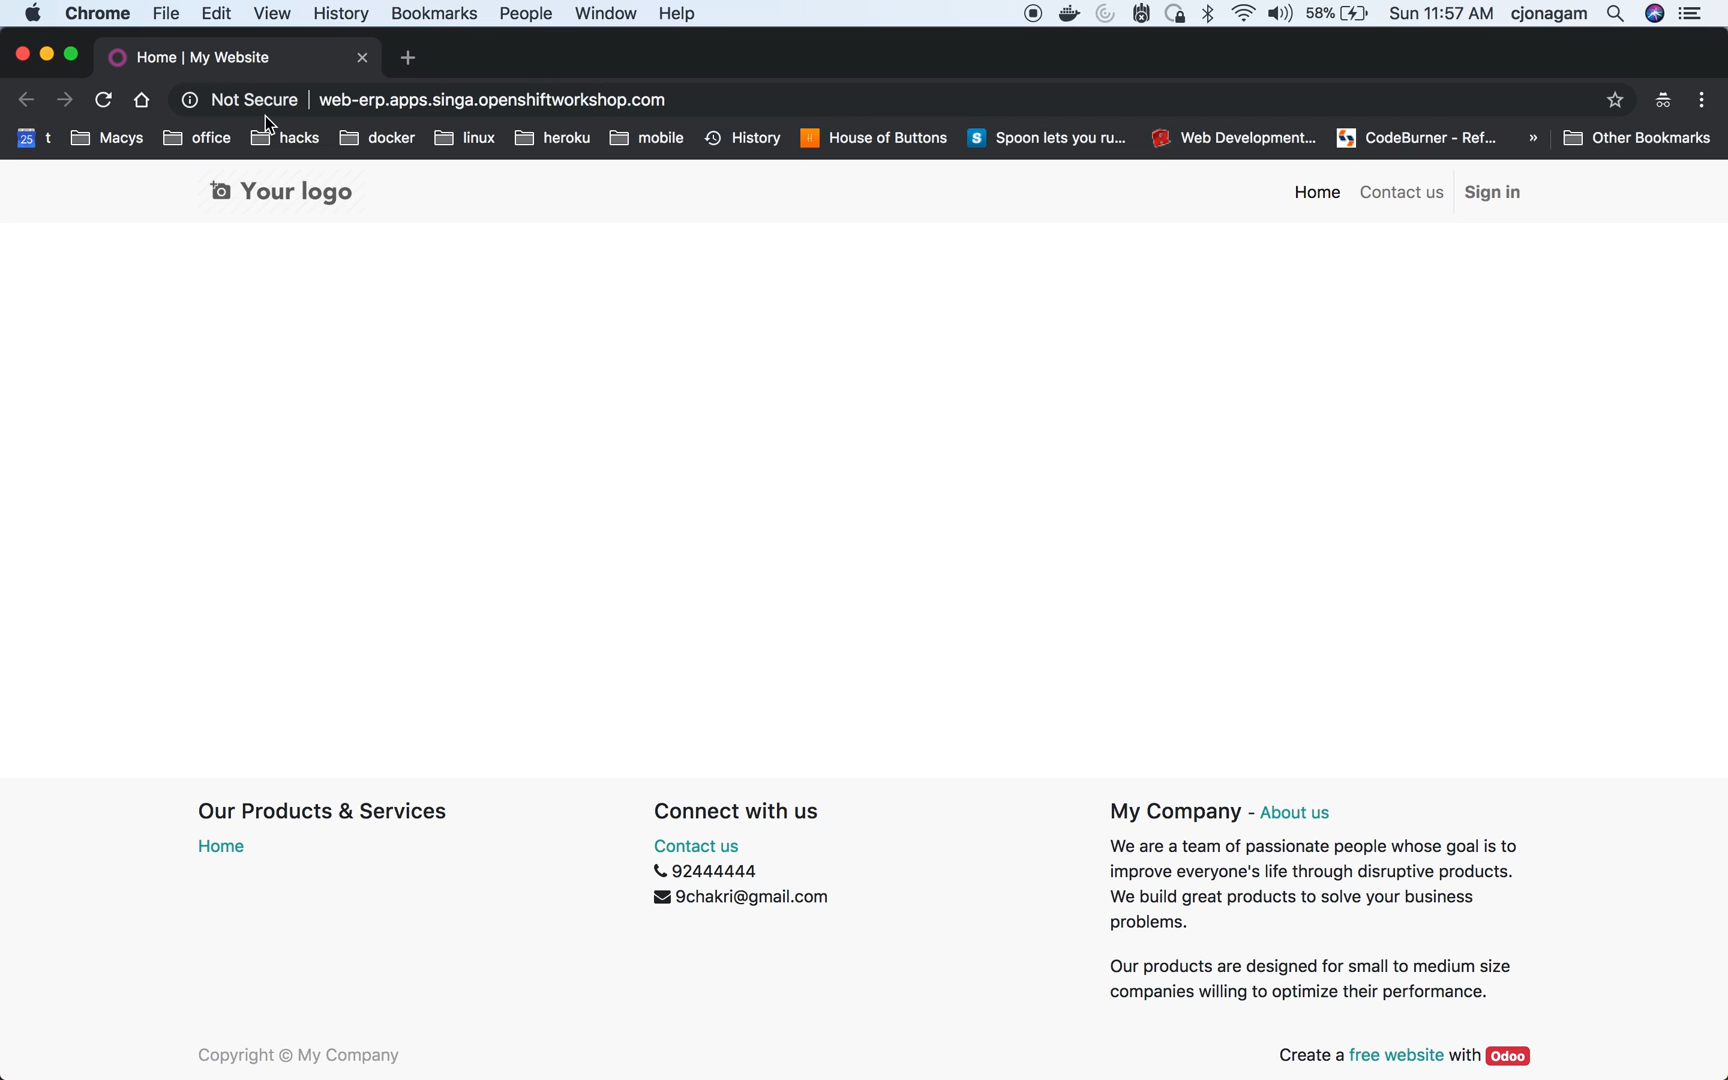 Chrome File Edit View History Bookmarks People Window Help 58% Sun 11:57 AM cjonagam
Home | My Website
Not Secure | web-erp.apps.singa.openshiftworkshop.com
25 t Macys office hacks docker linux heroku mobile History House of Buttons S Spoon lets you ru... Web Development... CodeBurner - Ref... » Other Bookmarks
Your logo Home Contact us Sign in
Our Products & Services
Home
Connect with us
Contact us
92444444
9chakri@gmail.com
My Company - About us
We are a team of passionate people whose goal is to
improve everyone's life through disruptive products.
We build great products to solve your business
problems.
Our products are designed for small to medium size
companies willing to optimize their performance.
Copyright © My Company
Create a free website with Odoo